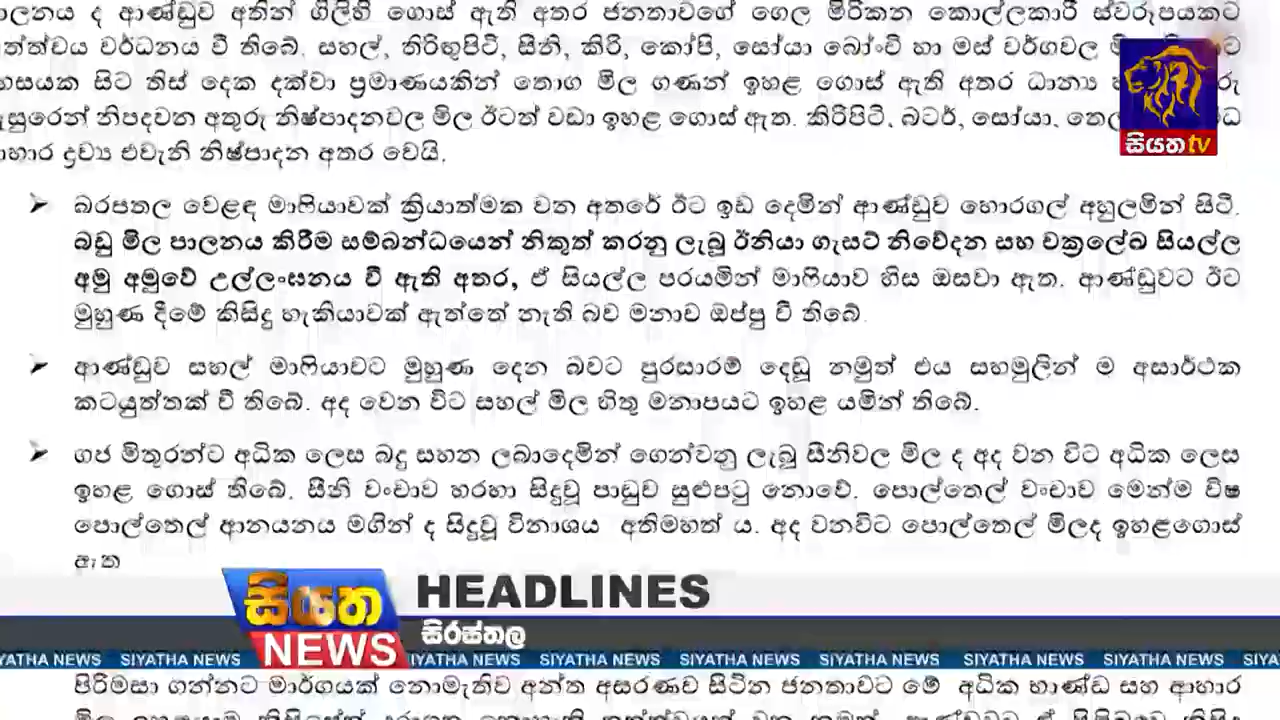 ද ආණ්ඩුව අතින් ගිලිහී ගොස් ඇති අතර ජනතාවගේ ගෙල මිරිකන කොල්ලකාරී ස්වරූපයකට
වර්ධනය වී තිබේ. සහල්, තිරිඟුපිටි, සීනි, කිරි, කෝපි, සෝයා බෝංචි හා මස් වර්ගවල
සිට තිස් දෙක දක්වා ප්‍රමාණයකින් තොග මිල ගණන් ඉහළ ගොස් ඇති අතර ධාන්‍ය
නිපදවන අතුරු නිෂ්පාදනවල මිල ඊටත් වඩා ඉහළ ගොස් ඇත. කිරිපිටි, බටර්, සෝයා,
ද්‍රව්‍ය එවැනි නිෂ්පාදන අතර වෙයි.
සියත tv
➤ බරපතල වෙළඳ මාෆියාවක් ක්‍රියාත්මක වන අතරේ ඊට ඉඩ දෙමින් ආණ්ඩුව හොරගල් අහුලමින් සිටී.
බඩු මිල පාලනය කිරීම සම්බන්ධයෙන් නිකුත් කරනු ලැබූ ඊනියා ගැසට් නිවේදන සහ චක්‍රලේඛ සියල්ල
අමු අමුවේ උල්ලංඝනය වී ඇති අතර, ඒ සියල්ල පරයමින් මාෆියාව හිස ඔසවා ඇත. ආණ්ඩුවට ඊට
මුහුණ දීමේ කිසිදු හැකියාවක් ඇත්තේ නැති බව මනාව ඔප්පු වී තිබේ.
➤ ආණ්ඩුව සහල් මාෆියාවට මුහුණ දෙන බවට පුරසාරම් දෙඩූ නමුත් එය සහමුලින් ම අසාර්ථක
කටයුත්තක් වී තිබේ. අද වෙන විට සහල් මිල හිතු මනාපයට ඉහළ යමින් තිබේ.
➤ ගජ මිතුරන්ට අධික ලෙස බදු සහන ලබාදෙමින් ගෙන්වනු ලැබූ සීනිවල මිල ද අද වන විට අධික ලෙස
ඉහළ ගොස් තිබේ. සීනි වංචාව හරහා සිදුවූ පාඩුව සුළුපටු නොවේ. පොල්තෙල් වංචාව මෙන්ම විෂ
පොල්තෙල් ආනයනය මගින් ද සිදුවූ විනාශය අතිමහත් ය. අද වනවිට පොල්තෙල් මිලද ඉහළගොස්
ඇත
සියත NEWS
HEADLINES
සිරස්තල
SIYATHA NEWS SIYATHA NEWS SIYATHA NEWS SIYATHA NEWS SIYATHA NEWS SIYATHA NEWS SIYATHA NEWS SIYATHA NEWS
පිරිමසා ගන්නට මාර්ගයක් නොමැතිව අන්ත අසරණව සිටින ජනතාවට මේ අධික භාණ්ඩ සහ ආහාර